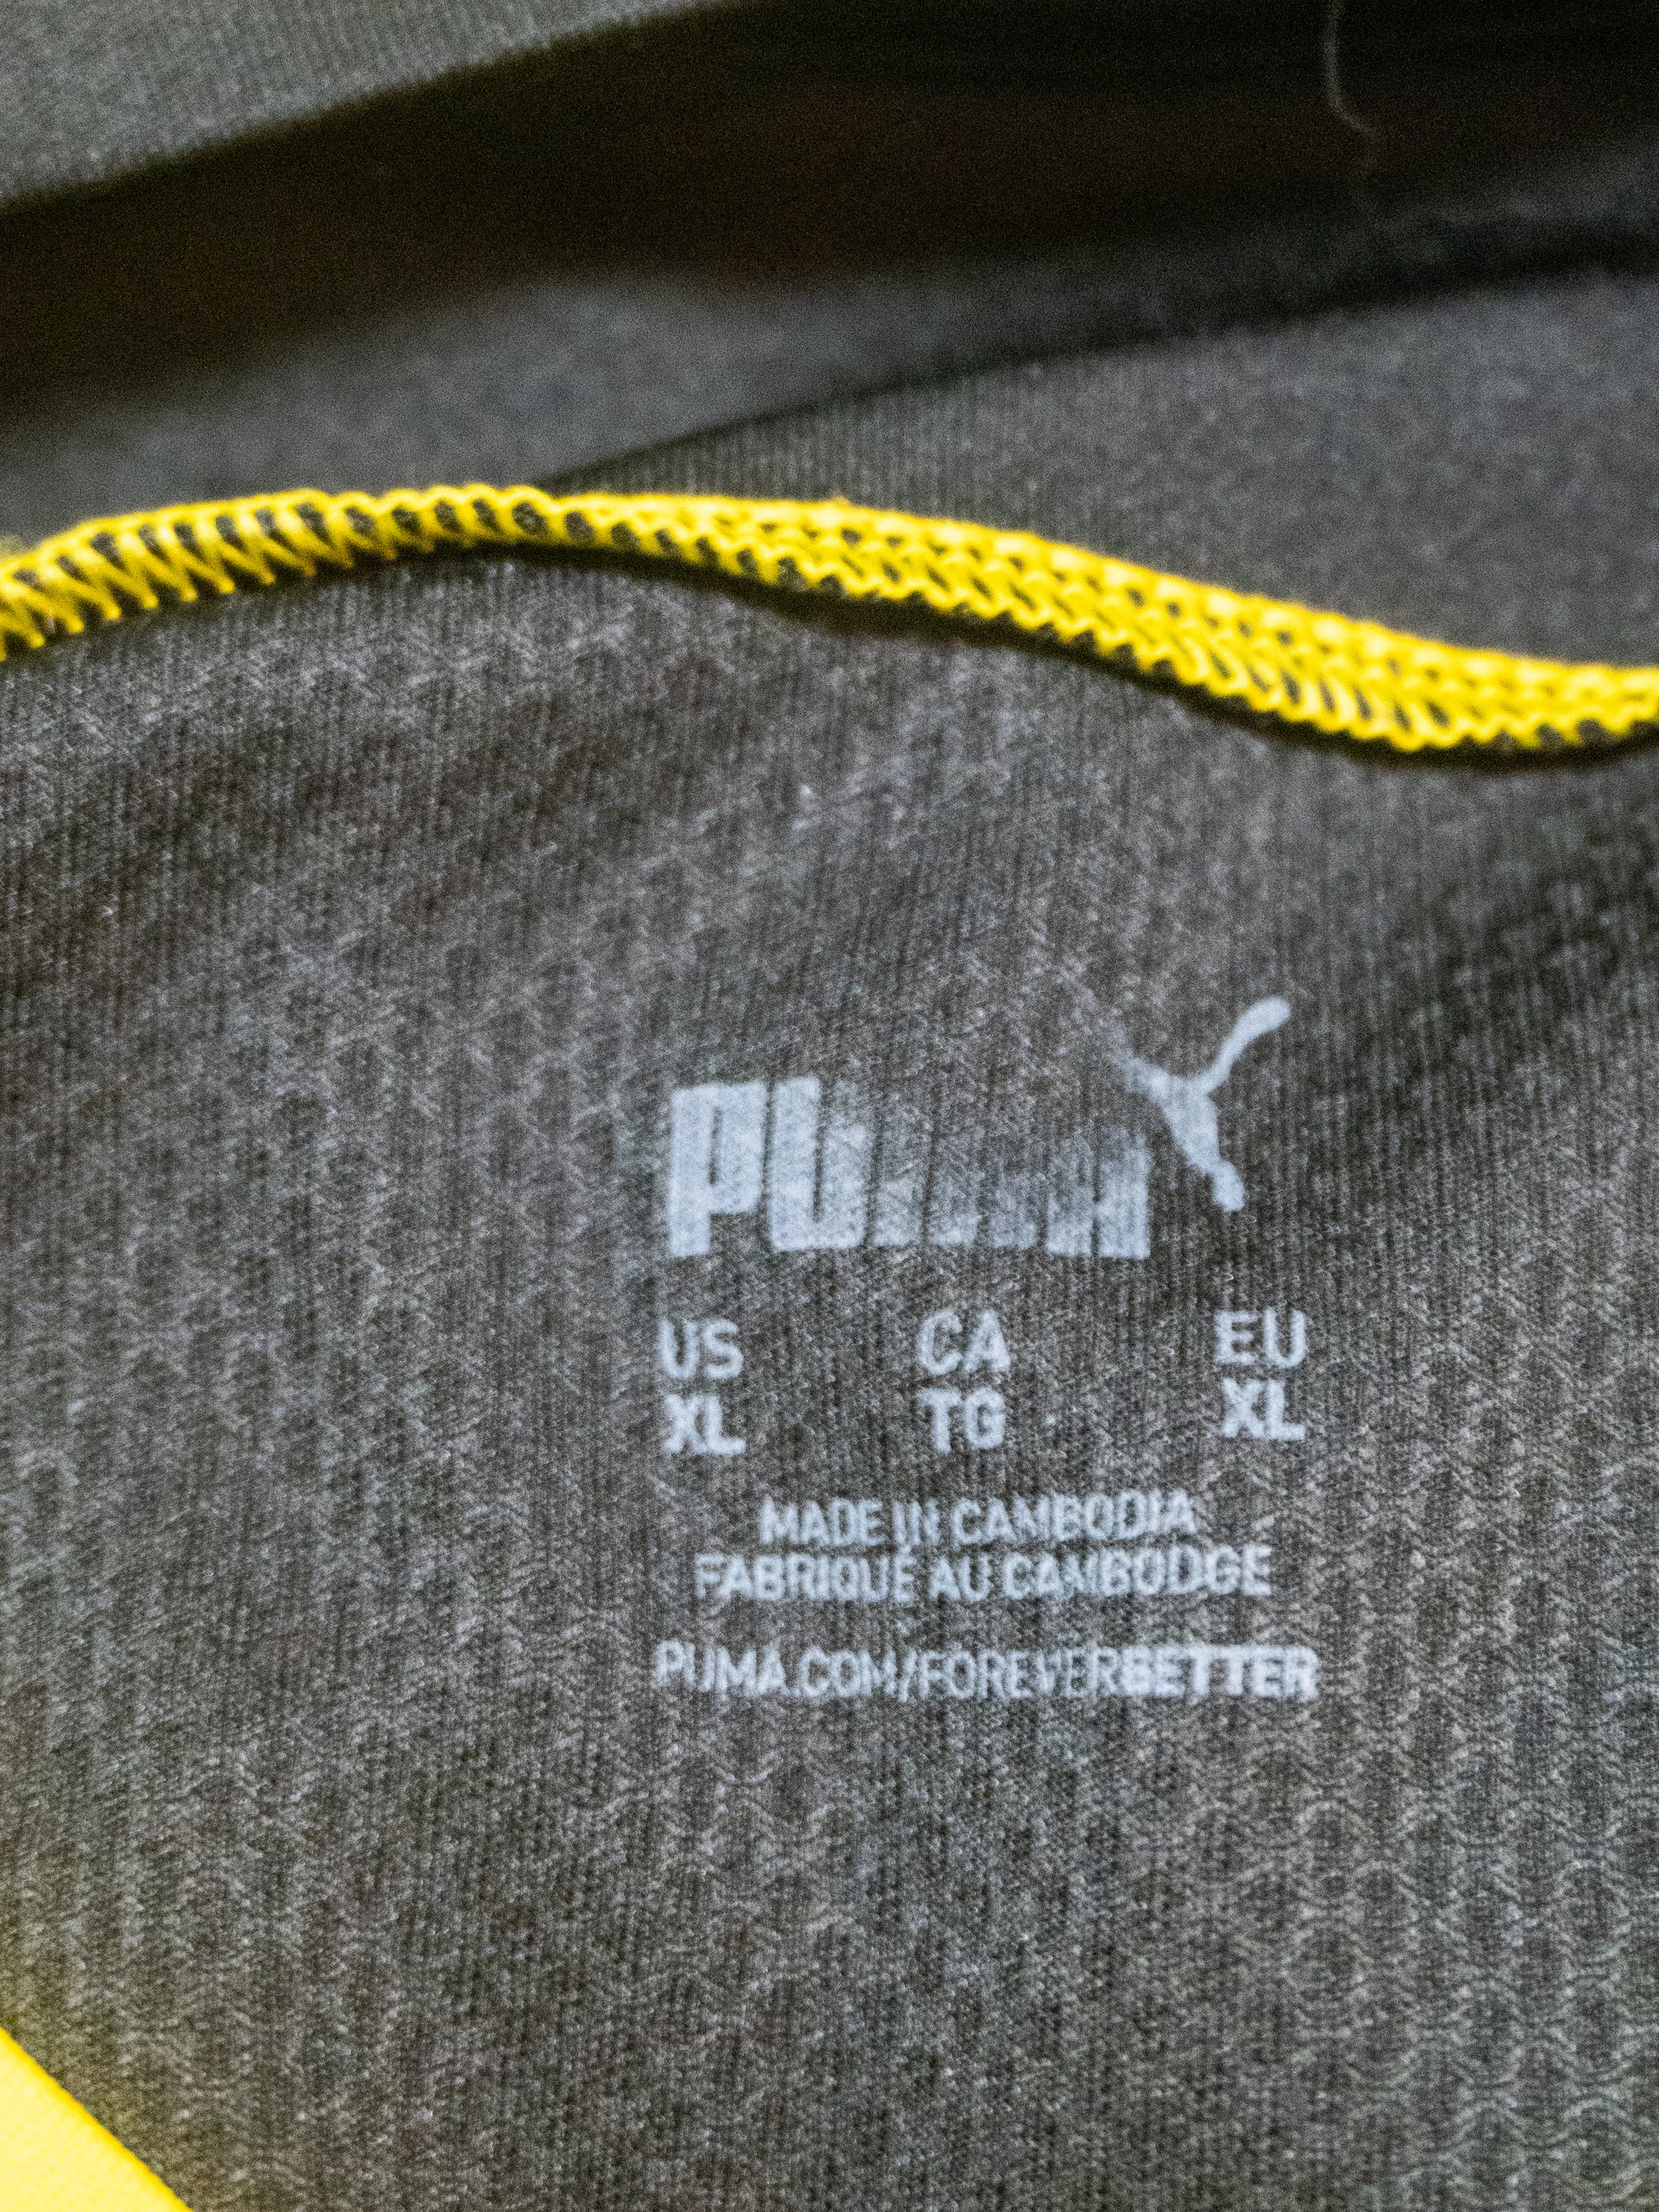 PUMA
US CA EU
XL TG XL
MADE IN CAMBODIA
FABRIQUÉ AU CAMBODGE
PUMA.COM/FOREVERBETTER